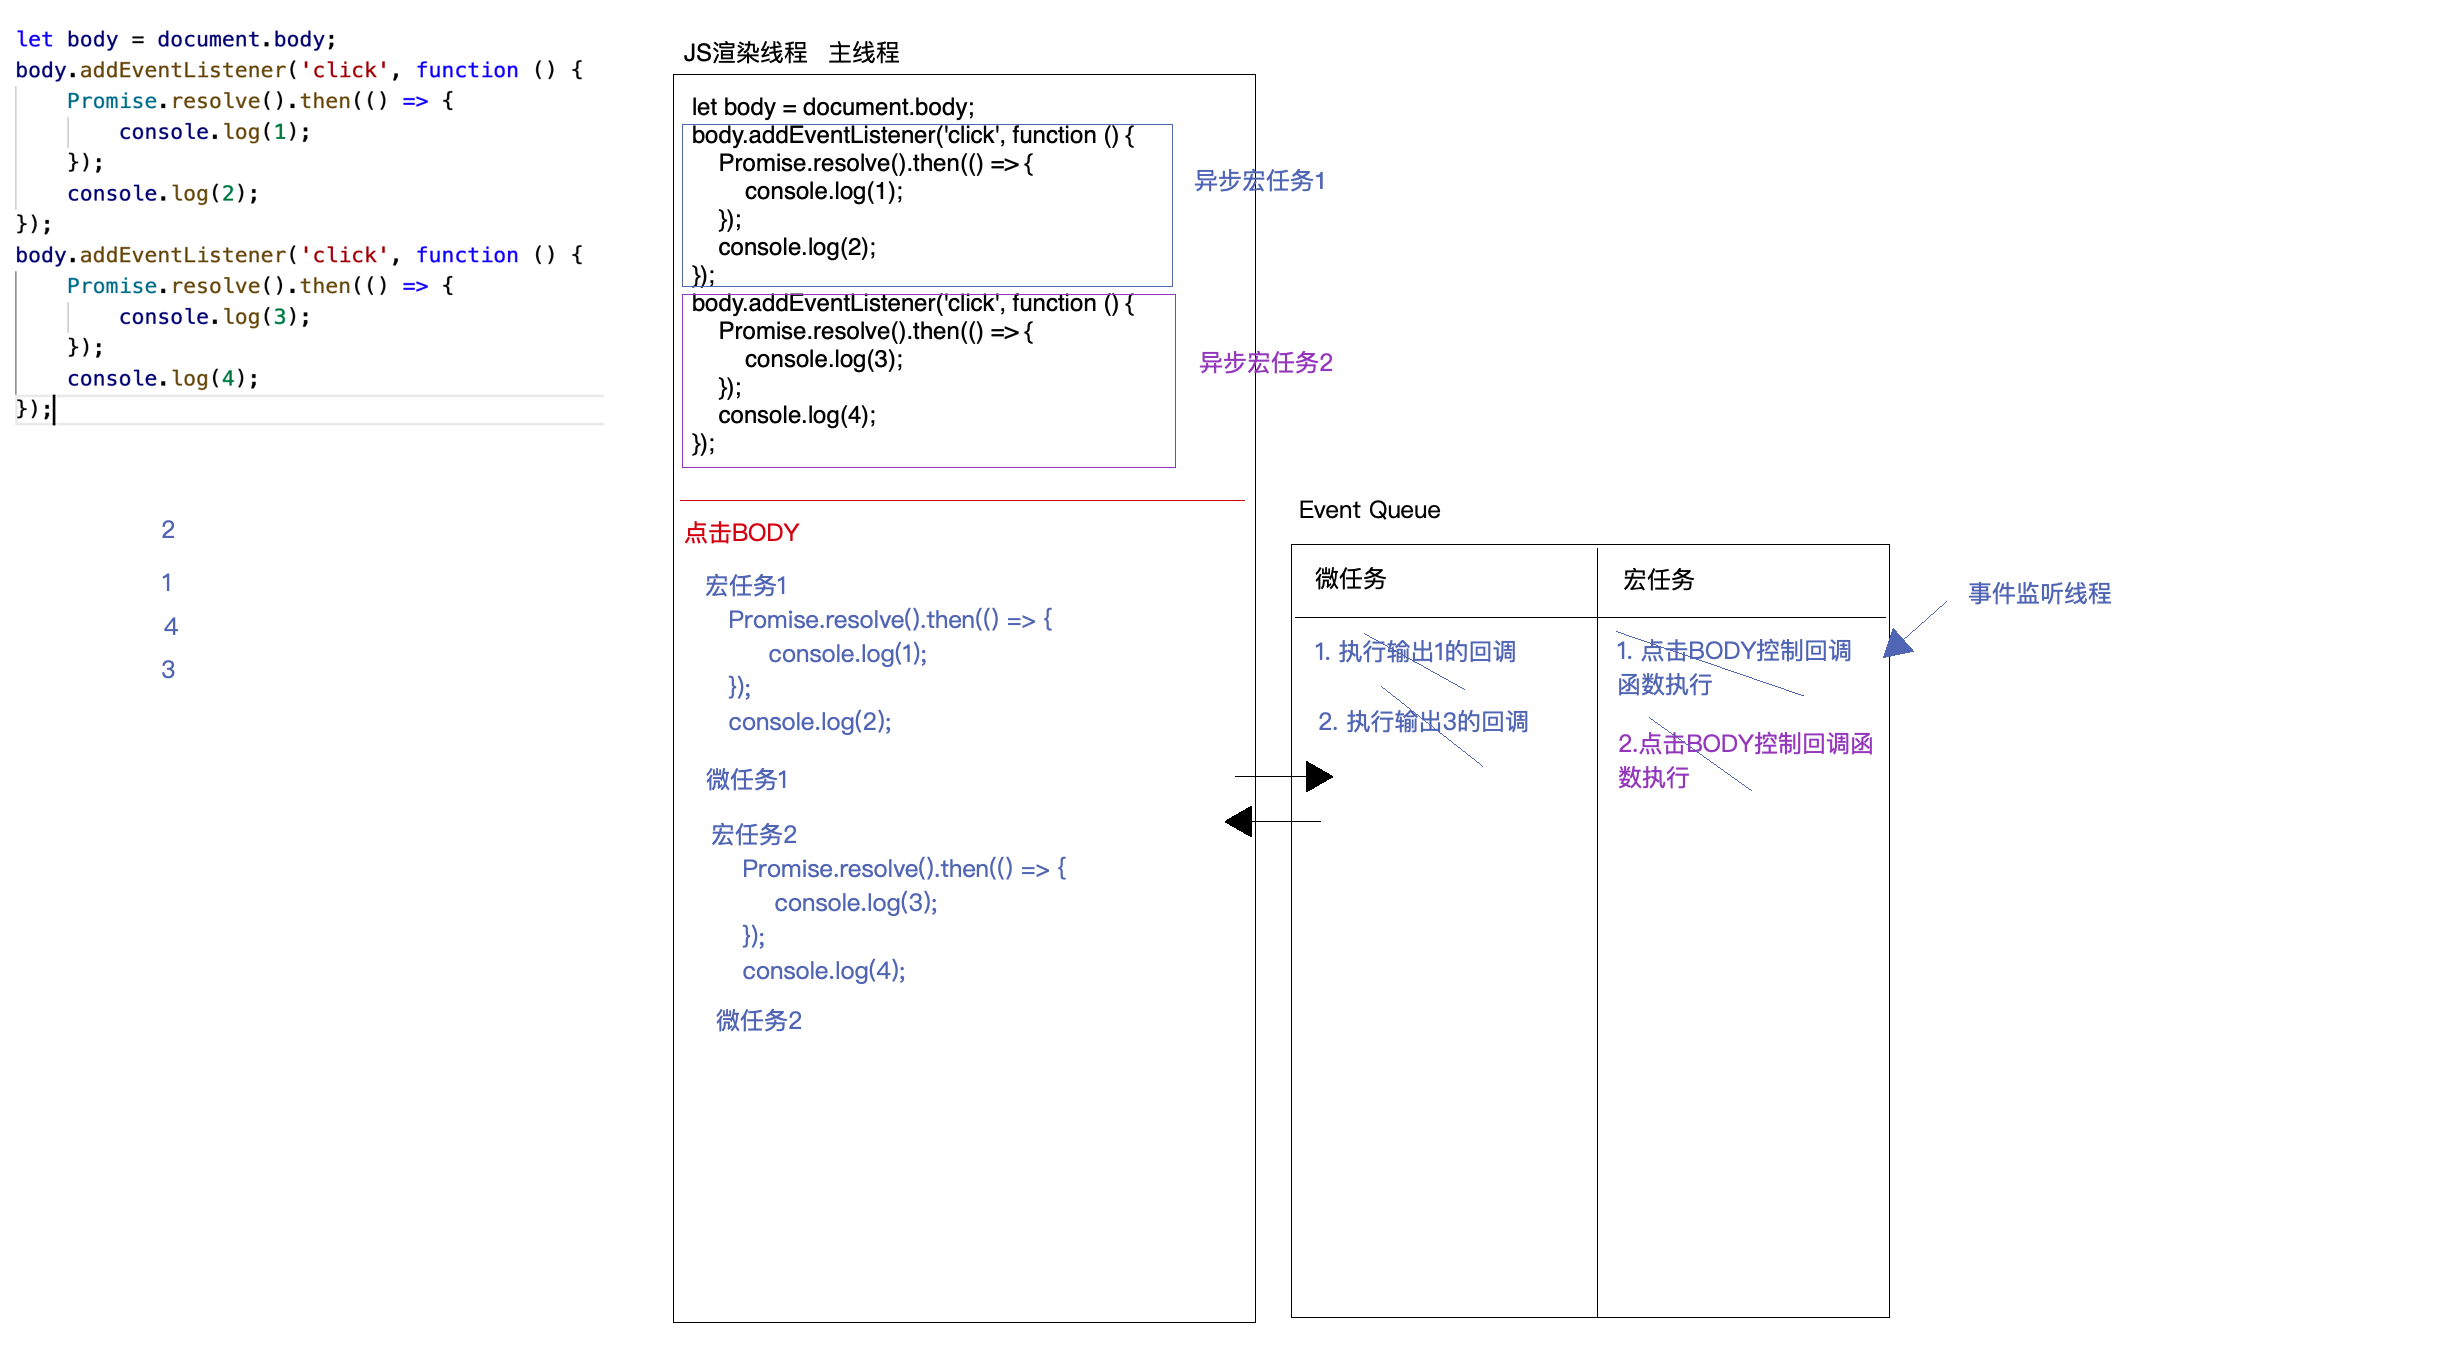 let body = document.body;
body.addEventListener('click', function () {
    Promise.resolve().then(() => {
        console.log(1);
    });
    console.log(2);
});
body.addEventListener('click', function () {
    Promise.resolve().then(() => {
        console.log(3);
    });
    console.log(4);
});
2
1
4
3
JS渲染线程 主线程
let body = document.body;
body.addEventListener('click', function () {
    Promise.resolve().then(() => {
        console.log(1);
    });
    console.log(2);
});
body.addEventListener('click', function () {
    Promise.resolve().then(() => {
        console.log(3);
    });
    console.log(4);
});
异步宏任务1
异步宏任务2
点击BODY
宏任务1
Promise.resolve().then(() => {
    console.log(1);
});
console.log(2);
微任务1
宏任务2
Promise.resolve().then(() => {
    console.log(3);
});
console.log(4);
微任务2
Event Queue
微任务
1. 执行输出1的回调
2. 执行输出3的回调
宏任务
1. 点击BODY控制回调
函数执行
2.点击BODY控制回调函
数执行
事件监听线程